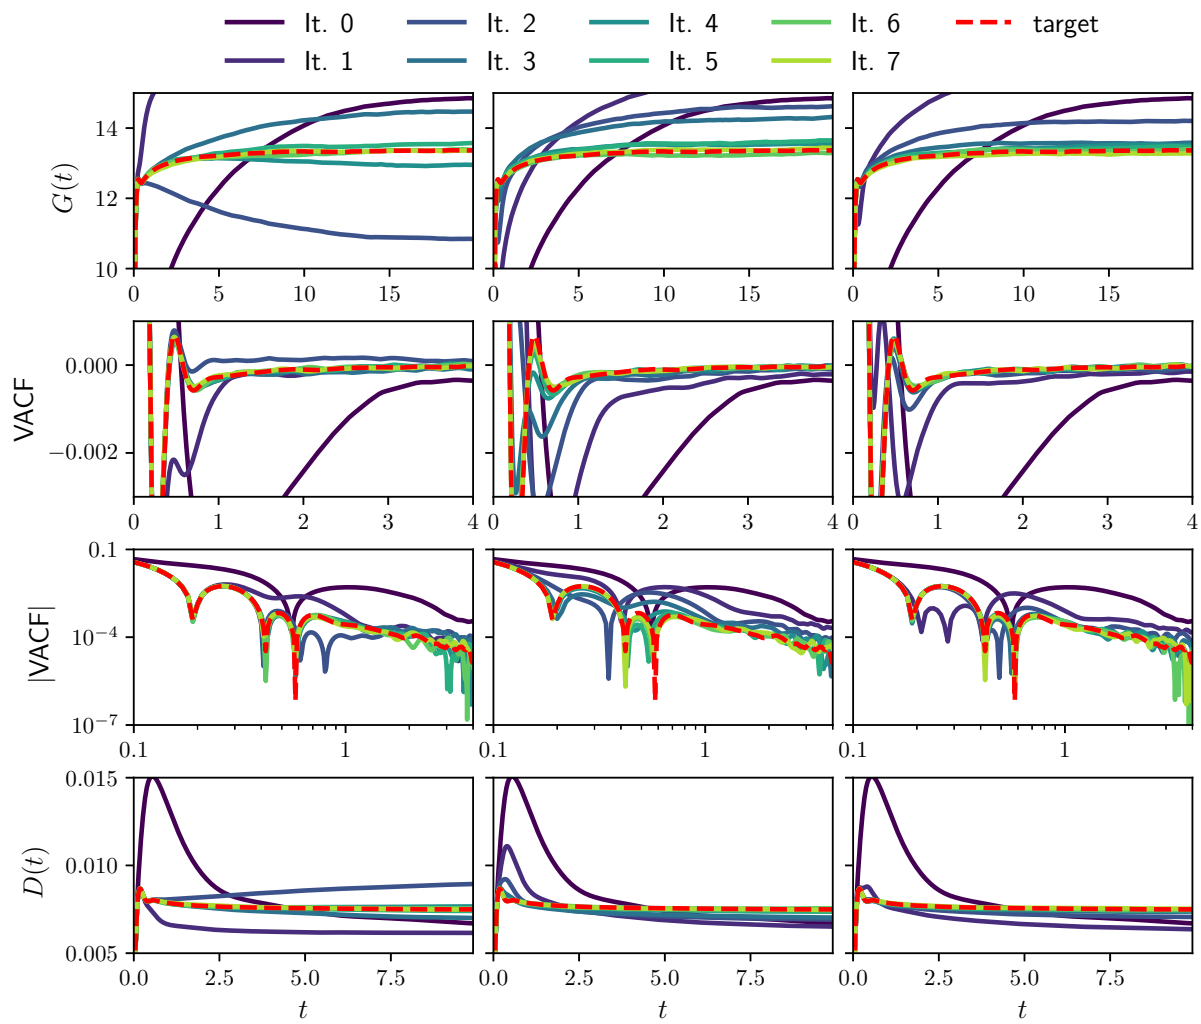 It. 0 It. 2 It. 4 It. 6 target
It. 1 It. 3 It. 5 It. 7
G(t)
14
12
10
0 5 10 15 0 5 10 15 0 5 10 15
VACF
0.000
−0.002
0 1 2 3 4 0 1 2 3 4 0 1 2 3 4
|VACF|
0.1
10⁻⁴
10⁻⁷
0.1 1 0.1 1 0.1 1
D(t)
0.015
0.010
0.005
0.0 2.5 5.0 7.5 0.0 2.5 5.0 7.5 0.0 2.5 5.0 7.5
t t t